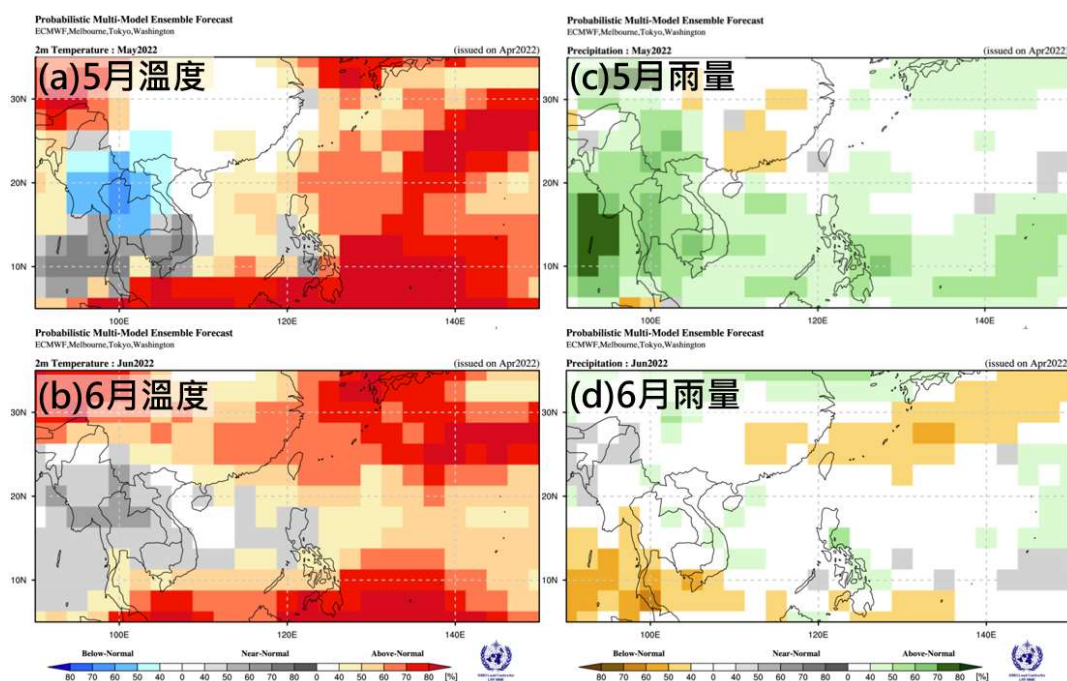 Probabilistic Multi-Model Ensemble Forecast
ECMWF,Melbourne,Tokyo,Washington
2m Temperature : May2022 (issued on Apr2022)
(a)5月溫度
30N
20N
10N
100E 120E 140E
Probabilistic Multi-Model Ensemble Forecast
ECMWF,Melbourne,Tokyo,Washington
Precipitation : May2022 (issued on Apr2022)
(c)5月雨量
30N
20N
10N
100E 120E 140E
Probabilistic Multi-Model Ensemble Forecast
ECMWF,Melbourne,Tokyo,Washington
2m Temperature : Jun2022 (issued on Apr2022)
(b)6月溫度
30N
20N
10N
100E 120E 140E
Below-Normal Near-Normal Above-Normal
80 70 60 50 40 0 40 50 60 70 80 0 40 50 60 70 80 [%]
Probabilistic Multi-Model Ensemble Forecast
ECMWF,Melbourne,Tokyo,Washington
Precipitation : Jun2022 (issued on Apr2022)
(d)6月雨量
30N
20N
10N
100E 120E 140E
Below-Normal Near-Normal Above-Normal
80 70 60 50 40 0 40 50 60 70 80 0 40 50 60 70 80 [%]